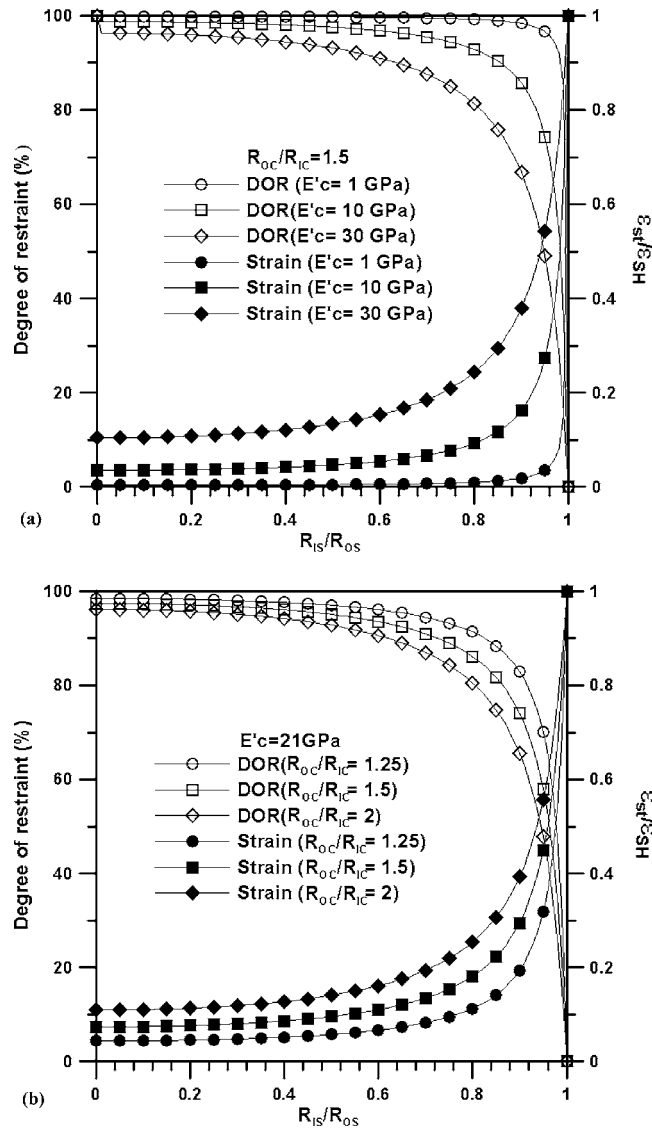 100
80
60
40
20
0
Degree of restraint (%)
R_OC/R_IC=1.5
DOR (E'c= 1 GPa)
DOR(E'c= 10 GPa)
DOR(E'c= 30 GPa)
Strain (E'c= 1 GPa)
Strain (E'c= 10 GPa)
Strain (E'c= 30 GPa)
1
0.8
0.6
0.4
0.2
0
ε_st/ε_SH
0 0.2 0.4 0.6 0.8 1
R_IS/R_OS
(a)
100
80
60
40
20
0
Degree of restraint (%)
E'c=21GPa
DOR(R_OC/R_IC= 1.25)
DOR(R_OC/R_IC= 1.5)
DOR(R_OC/R_IC= 2)
Strain (R_OC/R_IC= 1.25)
Strain (R_OC/R_IC= 1.5)
Strain (R_OC/R_IC= 2)
1
0.8
0.6
0.4
0.2
0
ε_st/ε_SH
0 0.2 0.4 0.6 0.8 1
R_IS/R_OS
(b)